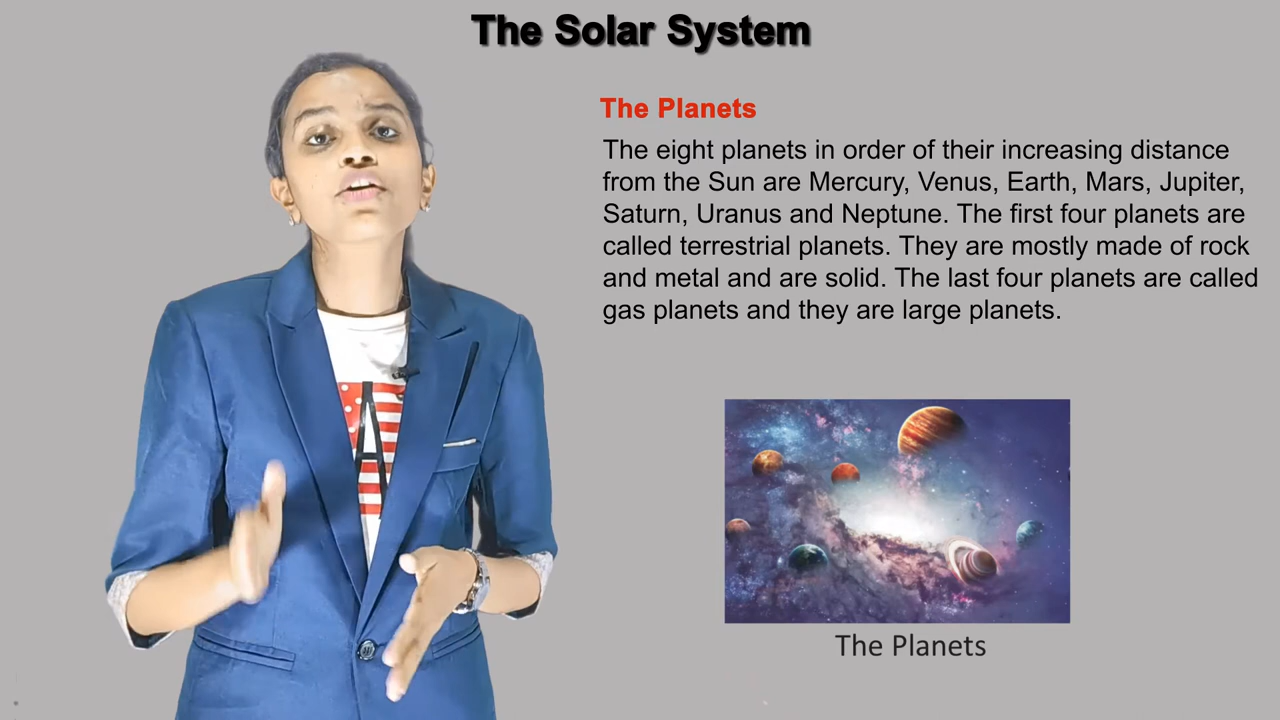 The Solar System
The Planets
The eight planets in order of their increasing distance
from the Sun are Mercury, Venus, Earth, Mars, Jupiter,
Saturn, Uranus and Neptune. The first four planets are
called terrestrial planets. They are mostly made of rock
and metal and are solid. The last four planets are called
gas planets and they are large planets.
A
The Planets